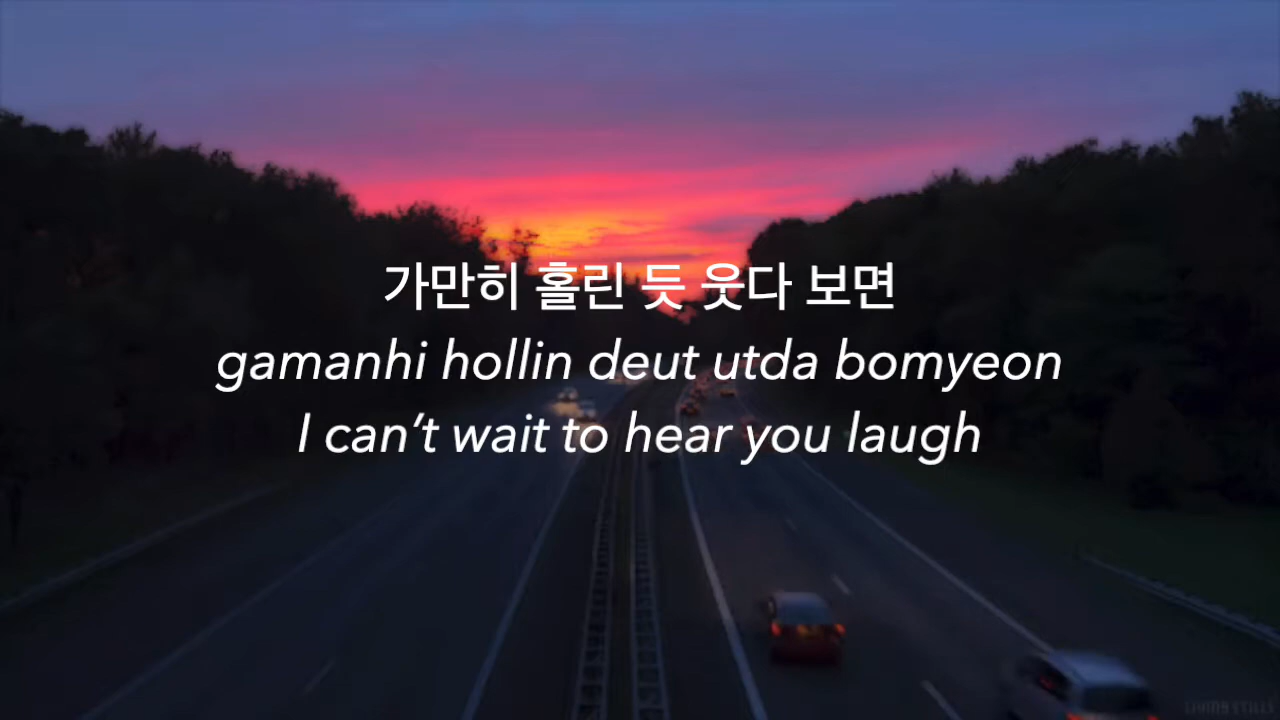 가만히 홀린 듯 웃다 보면
gamanhi hollin deut utda bomyeon
I can't wait to hear you laugh